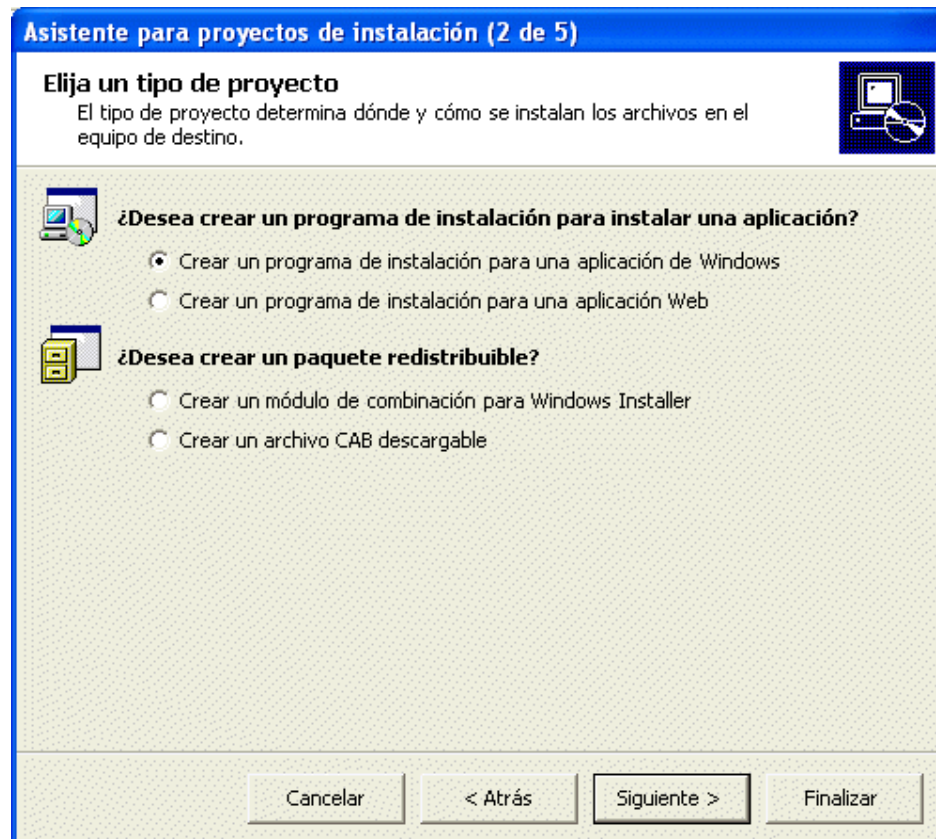 Asistente para proyectos de instalación (2 de 5)
Elija un tipo de proyecto
El tipo de proyecto determina dónde y cómo se instalan los archivos en el
equipo de destino.
¿Desea crear un programa de instalación para instalar una aplicación?
Crear un programa de instalación para una aplicación de Windows
Crear un programa de instalación para una aplicación Web
¿Desea crear un paquete redistribuible?
Crear un módulo de combinación para Windows Installer
Crear un archivo CAB descargable
Cancelar
< Atrás
Siguiente >
Finalizar